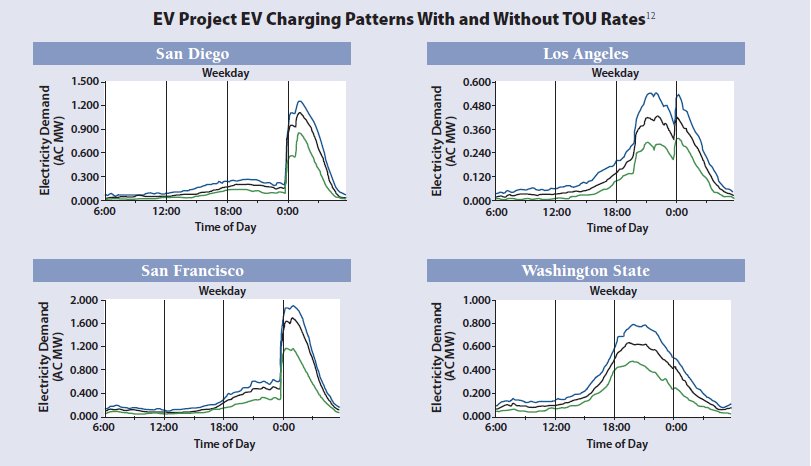 EV Project EV Charging Patterns With and Without TOU Rates12
San Diego
Weekday
Electricity Demand
(AC MW)
1.500
1.200
0.900
0.600
0.300
0.000
6:00 12:00 18:00 0:00
Time of Day
Los Angeles
Weekday
Electricity Demand
(AC MW)
0.600
0.480
0.360
0.240
0.120
0.000
6:00 12:00 18:00 0:00
Time of Day
San Francisco
Weekday
Electricity Demand
(AC MW)
2.000
1.600
1.200
0.800
0.400
0.000
6:00 12:00 18:00 0:00
Time of Day
Washington State
Weekday
Electricity Demand
(AC MW)
1.000
0.800
0.600
0.400
0.200
0.000
6:00 12:00 18:00 0:00
Time of Day